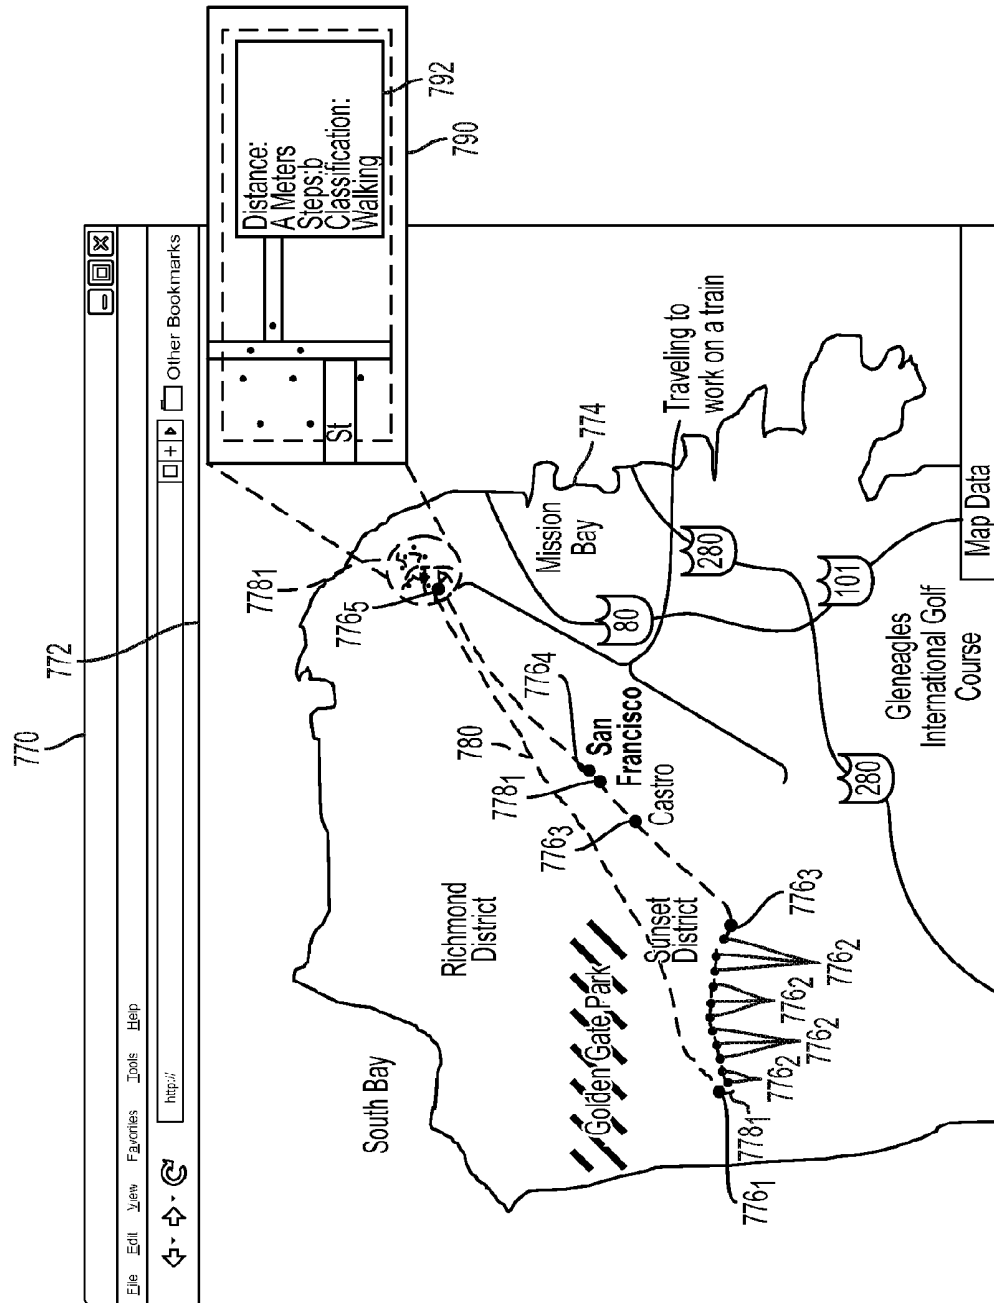 770
772
File Edit View Favorites Tools Help
http://
Other Bookmarks
South Bay
Richmond
District
Golden Gate Park
Sunset
District
San
Francisco
Castro
Mission
Bay
Gleneagles
International Golf
Course
Traveling to
work on a train
Map Data
80
280
101
280
St
Distance:
A Meters
Steps:b
Classification:
Walking
792
790
774
7781
7765
780
7781
7764
7763
7763
7762
7762
7762
7762
7781
7761